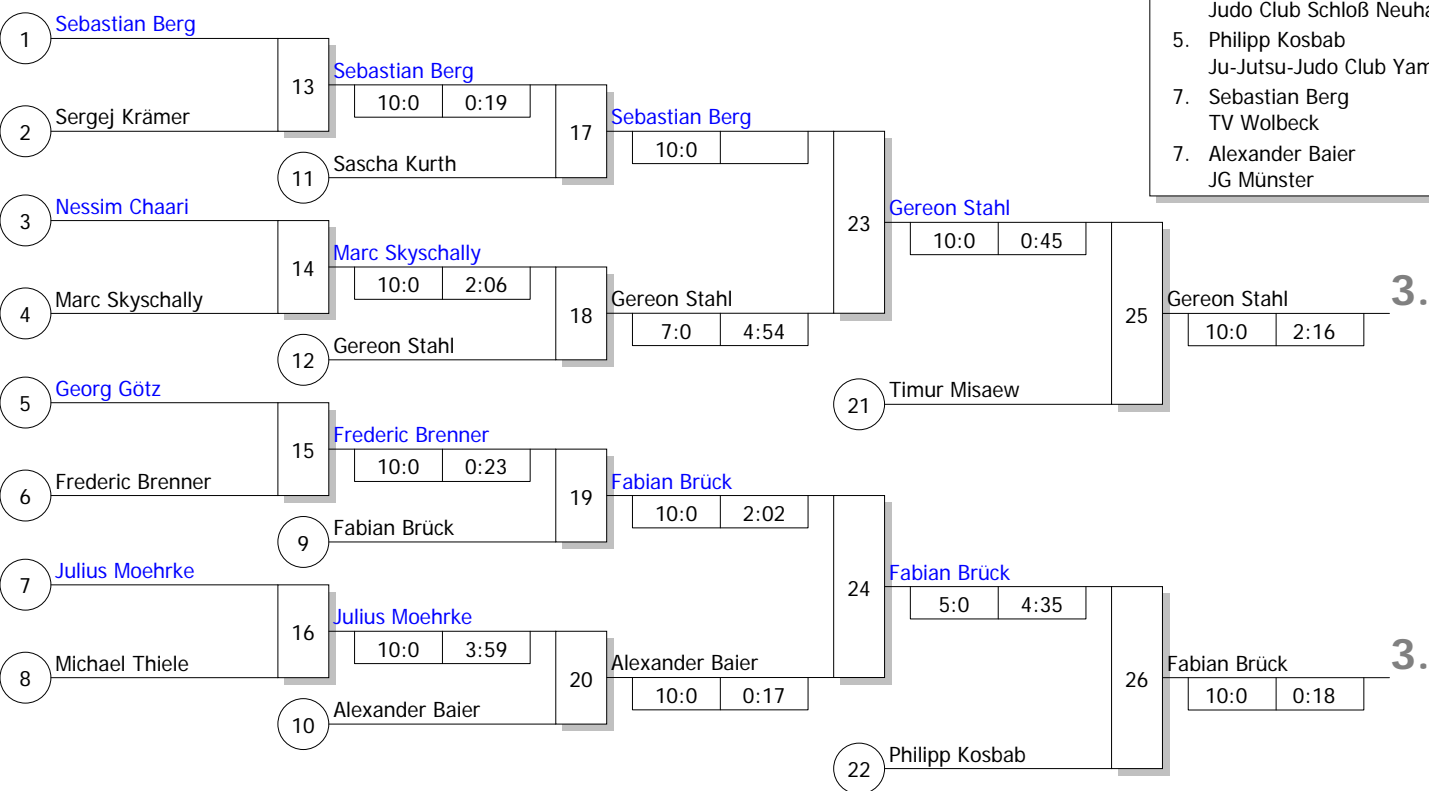 Judo Club Schloß
5. Philipp Kosbab
Ju-Jutsu-Judo Club
7. Sebastian Berg
TV Wolbeck
7. Alexander Baier
JG Münster
1 Sebastian Berg
13 Sebastian Berg
10:0 0:19
2 Sergej Krämer
17 Sebastian Berg
10:0
11 Sascha Kurth
3 Nessim Chaari
23 Gereon Stahl
10:0 0:45
14 Marc Skyschally
10:0 2:06
4 Marc Skyschally
18 Gereon Stahl
7:0 4:54
25 Gereon Stahl 3.
10:0 2:16
12 Gereon Stahl
5 Georg Götz
21 Timur Misaew
15 Frederic Brenner
10:0 0:23
6 Frederic Brenner
19 Fabian Brück
10:0 2:02
9 Fabian Brück
7 Julius Moehrke
24 Fabian Brück
5:0 4:35
16 Julius Moehrke
10:0 3:59
8 Michael Thiele
20 Alexander Baier
10:0 0:17
26 Fabian Brück 3.
10:0 0:18
10 Alexander Baier
22 Philipp Kosbab